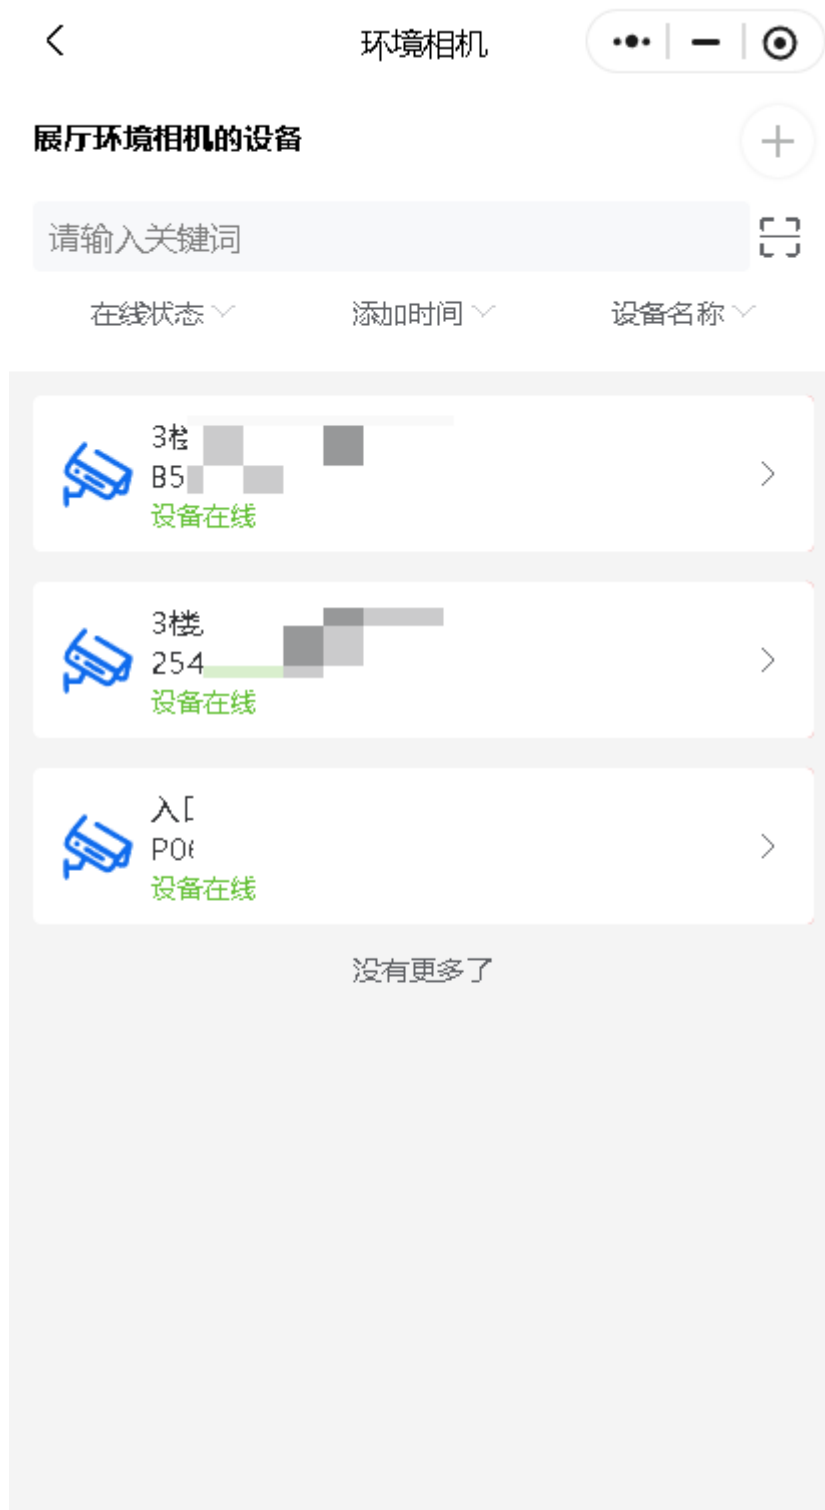 环境相机
展厅环境相机的设备
请输入关键词
在线状态 添加时间 设备名称
3
B5
设备在线
3楼
254
设备在线
入
P0
设备在线
没有更多了